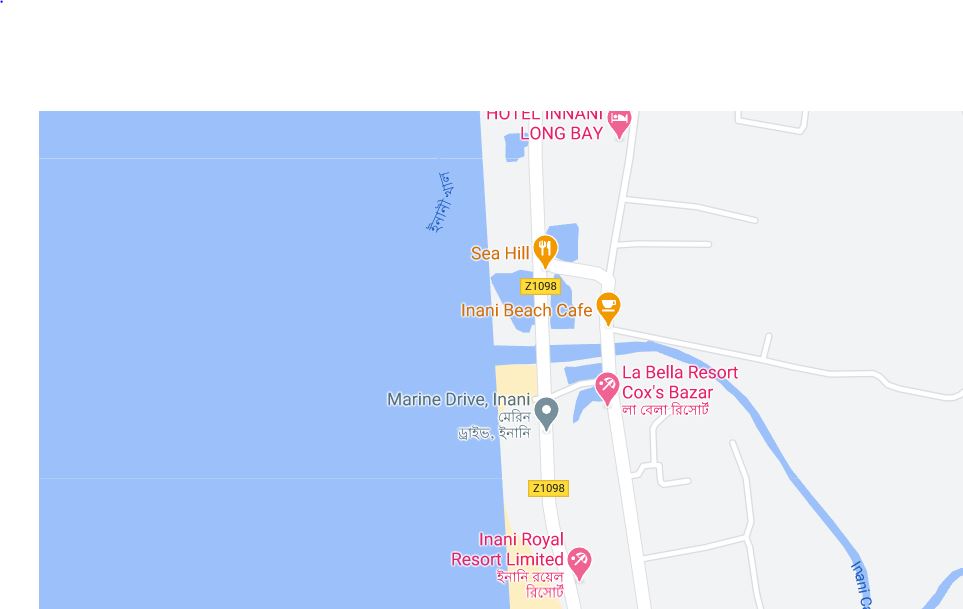 HOTEL INNANI
LONG BAY
ইনানী খাল
Sea Hill
Z1098
Inani Beach Cafe
La Bella Resort
Cox's Bazar
লা বেলা রিসোর্ট
Marine Drive, Inani
মেরিন
ড্রাইভ, ইনানি
Z1098
Inani Royal
Resort Limited
ইনানি রয়েল
রিসোর্ট
Inani